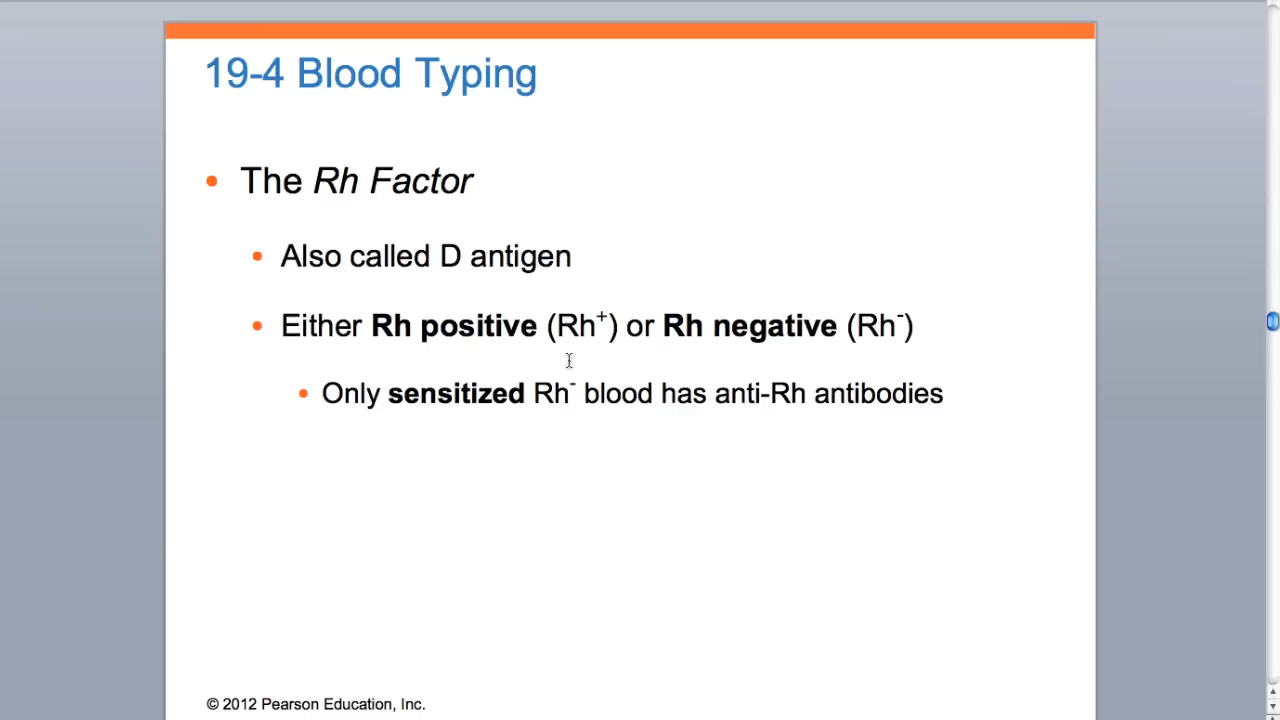 19-4 Blood Typing
• The Rh Factor
• Also called D antigen
• Either Rh positive (Rh⁺) or Rh negative (Rh⁻)
• Only sensitized Rh⁻ blood has anti-Rh antibodies
© 2012 Pearson Education, Inc.